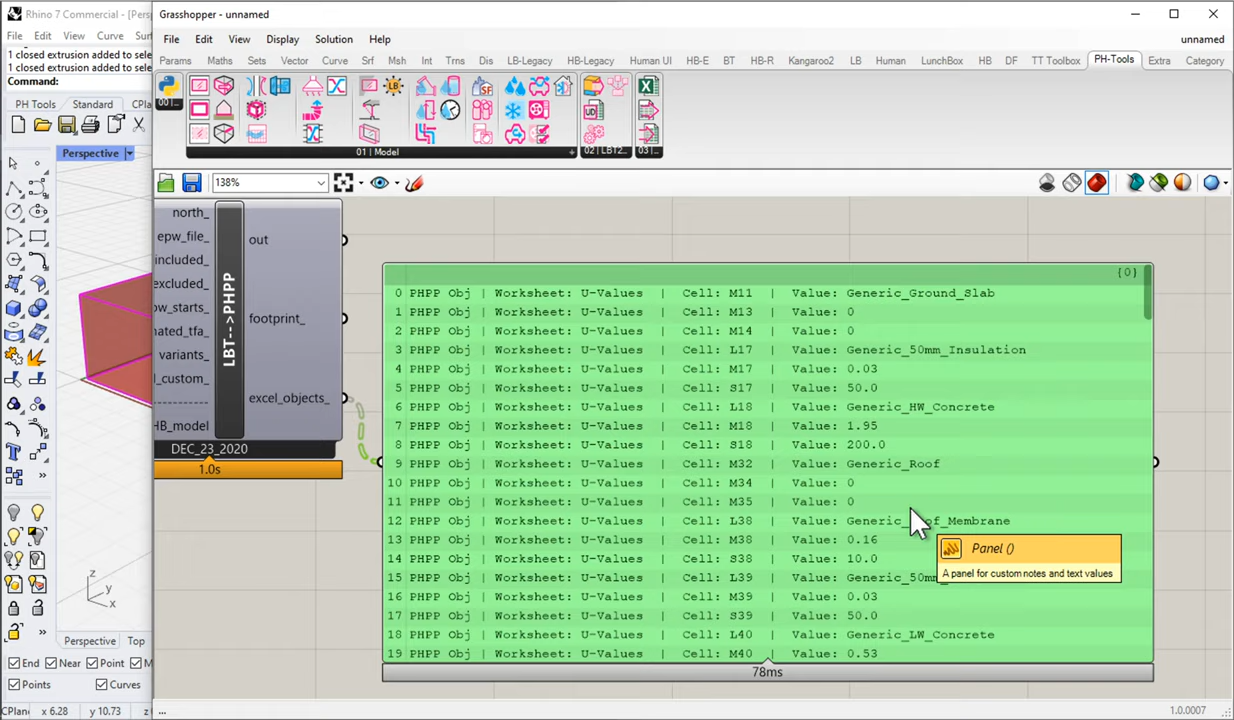 Rhino 7 Commercial - [Persp
File Edit View Curve Surf
1 closed extrusion added to sele
1 closed extrusion added to sele
Command:
PH Tools Standard CPla
Perspective
Perspective Top
End Near Point M
Points Curves
CPlane x 6.28 y 10.73 z
z
y
x
Grasshopper - unnamed
File Edit View Display Solution Help unnamed
Params Maths Sets Vector Curve Srf Msh Int Trns Dis LB-Legacy HB-Legacy Human UI HB-E BT HB-R Kangaroo2 LB Human LunchBox HB DF TT Toolbox PH-Tools Extra Category
01 | Model
138%
north_
epw_file_
included_
excluded_
ow_starts_
nated_tfa_
variants_
d_custom_
HB_model
LBT-->PHPP
out
footprint_
excel_objects_
DEC_23_2020
1.0s
{0}
0 PHPP Obj | Worksheet: U-Values | Cell: M11 | Value: Generic_Ground_Slab
1 PHPP Obj | Worksheet: U-Values | Cell: M13 | Value: 0
2 PHPP Obj | Worksheet: U-Values | Cell: M14 | Value: 0
3 PHPP Obj | Worksheet: U-Values | Cell: L17 | Value: Generic_50mm_Insulation
4 PHPP Obj | Worksheet: U-Values | Cell: M17 | Value: 0.03
5 PHPP Obj | Worksheet: U-Values | Cell: S17 | Value: 50.0
6 PHPP Obj | Worksheet: U-Values | Cell: L18 | Value: Generic_HW_Concrete
7 PHPP Obj | Worksheet: U-Values | Cell: M18 | Value: 1.95
8 PHPP Obj | Worksheet: U-Values | Cell: S18 | Value: 200.0
9 PHPP Obj | Worksheet: U-Values | Cell: M32 | Value: Generic_Roof
10 PHPP Obj | Worksheet: U-Values | Cell: M34 | Value: 0
11 PHPP Obj | Worksheet: U-Values | Cell: M35 | Value: 0
12 PHPP Obj | Worksheet: U-Values | Cell: L38 | Value: Generic_ of_Membrane
13 PHPP Obj | Worksheet: U-Values | Cell: M38 | Value: 0.16
14 PHPP Obj | Worksheet: U-Values | Cell: S38 | Value: 10.0
15 PHPP Obj | Worksheet: U-Values | Cell: L39 | Value: Generic_50m
16 PHPP Obj | Worksheet: U-Values | Cell: M39 | Value: 0.03
17 PHPP Obj | Worksheet: U-Values | Cell: S39 | Value: 50.0
18 PHPP Obj | Worksheet: U-Values | Cell: L40 | Value: Generic_LW_Concrete
19 PHPP Obj | Worksheet: U-Values | Cell: M40 | Value: 0.53
Panel ()
A panel for custom notes and text values
78ms
...
1.0.0007